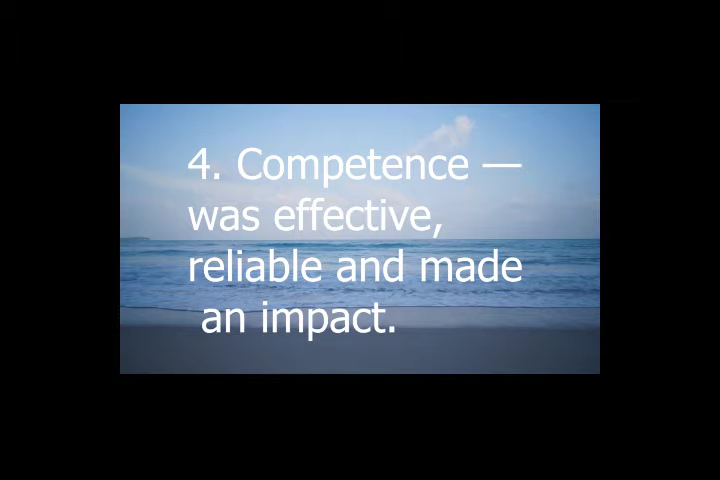 4. Competence —
was effective,
reliable and made
an impact.